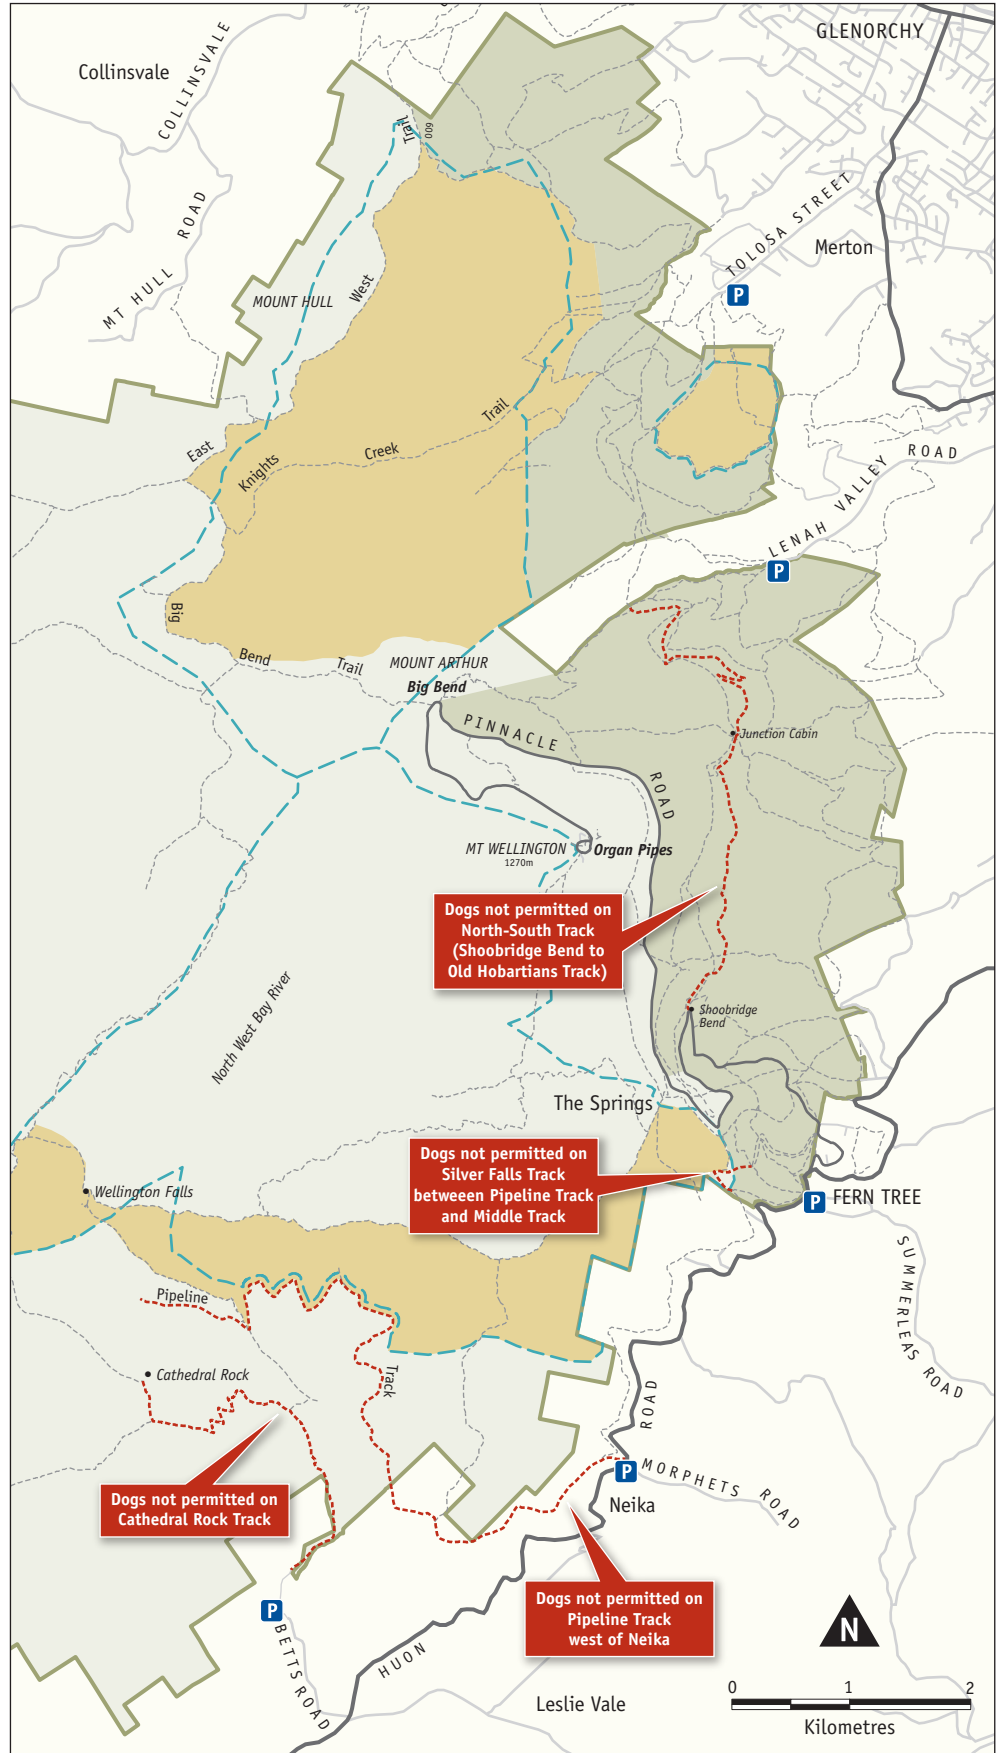 GLENORCHY
Collinsvale
COLLINSVALE
ROAD
MT HULL
Trail
600
TOLOSA STREET
Merton
P
MOUNT HULL
West
Trail
East
Knights
Creek
ROAD
LENAH VALLEY
P
Big
Bend
Trail
MOUNT ARTHUR
Big Bend
PINNACLE
ROAD
Junction Cabin
MT WELLINGTON
1270m
Organ Pipes
Dogs not permitted on
North-South Track
(Shoobridge Bend to
Old Hobartians Track)
North West Bay River
Shoobridge
Bend
The Springs
Dogs not permitted on
Silver Falls Track
betweeen Pipeline Track
and Middle Track
Wellington Falls
P
FERN TREE
SUMMERLEAS ROAD
Pipeline
Track
Cathedral Rock
ROAD
P
MORPHETS ROAD
Neika
Dogs not permitted on
Cathedral Rock Track
Dogs not permitted on
Pipeline Track
west of Neika
P
BETTS ROAD
HUON
Leslie Vale
N
0 1 2
Kilometres